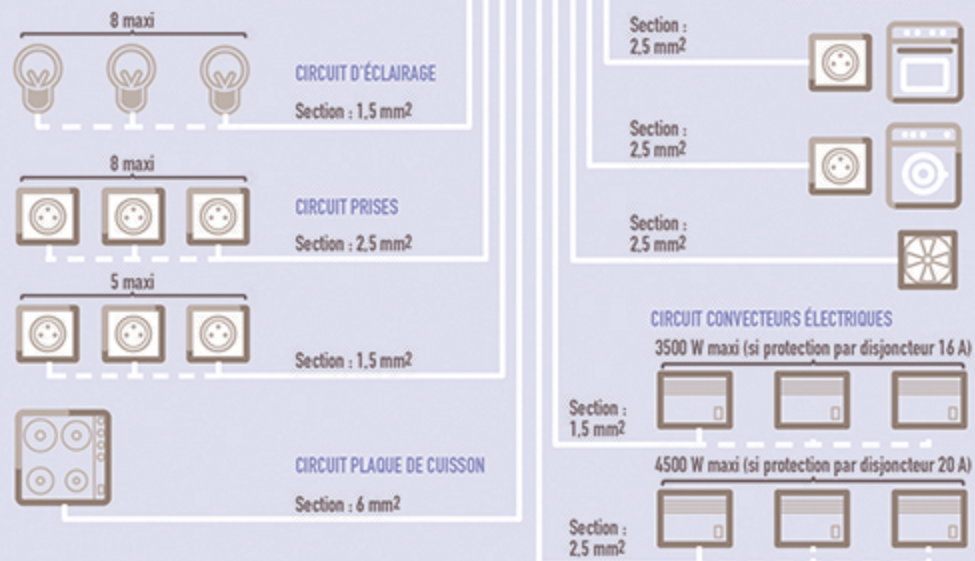 8 maxi
CIRCUIT D'ÉCLAIRAGE
Section : 1,5 mm2
8 maxi
CIRCUIT PRISES
Section : 2,5 mm2
5 maxi
Section : 1,5 mm2
CIRCUIT PLAQUE DE CUISSON
Section : 6 mm2
Section :
2,5 mm2
Section :
2,5 mm2
Section :
2,5 mm2
CIRCUIT CONVECTEURS ÉLECTRIQUES
3500 W maxi (si protection par disjoncteur 16 A)
Section :
1,5 mm2
4500 W maxi (si protection par disjoncteur 20 A)
Section :
2,5 mm2